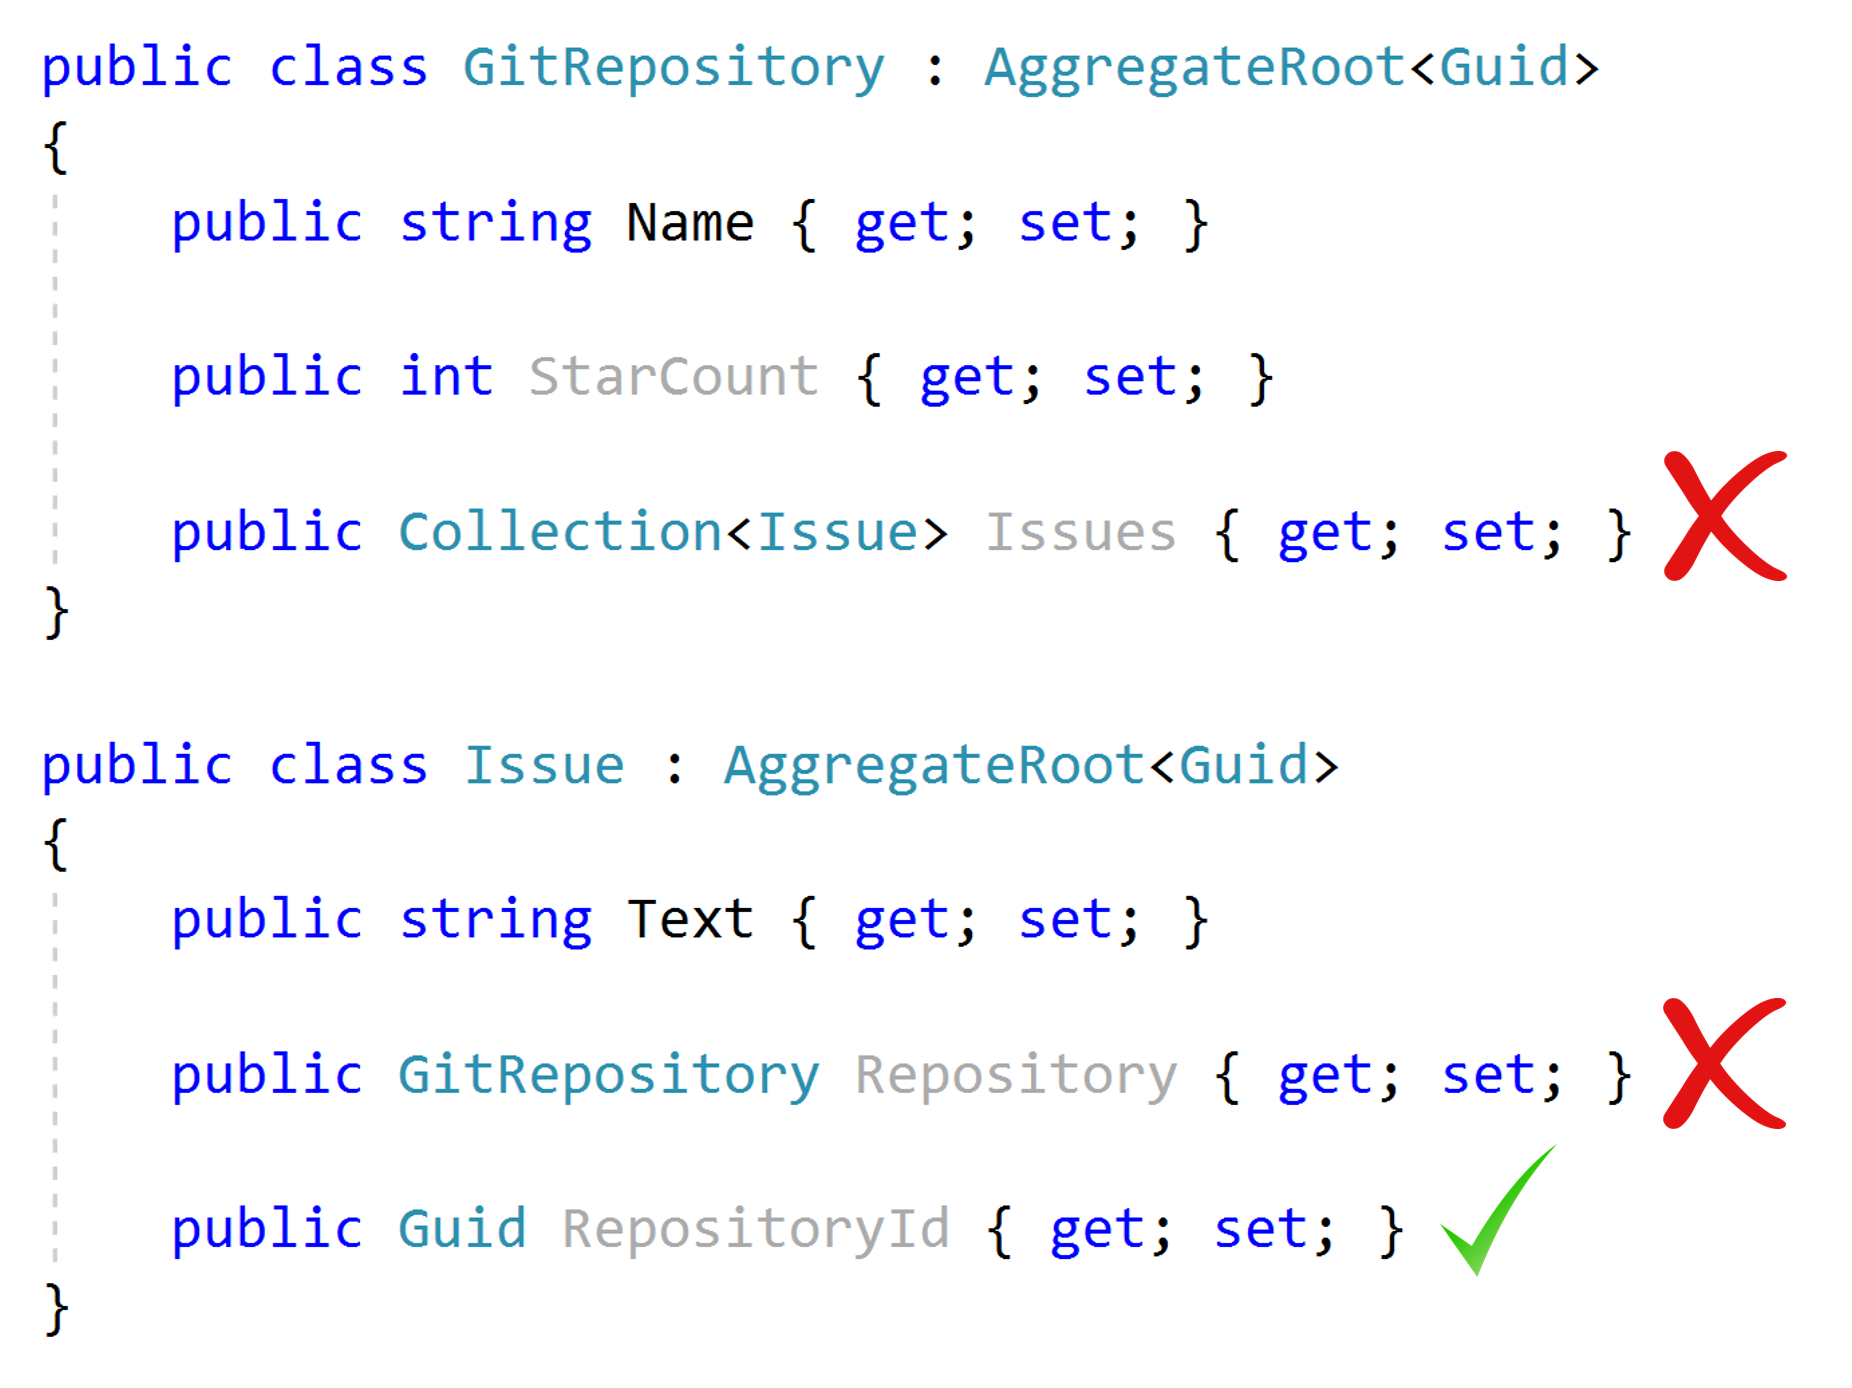 public class GitRepository : AggregateRoot<Guid>
{
    public string Name { get; set; }
    public int StarCount { get; set; }
    public Collection<Issue> Issues { get; set; }
}
public class Issue : AggregateRoot<Guid>
{
    public string Text { get; set; }
    public GitRepository Repository { get; set; }
    public Guid RepositoryId { get; set; }
}